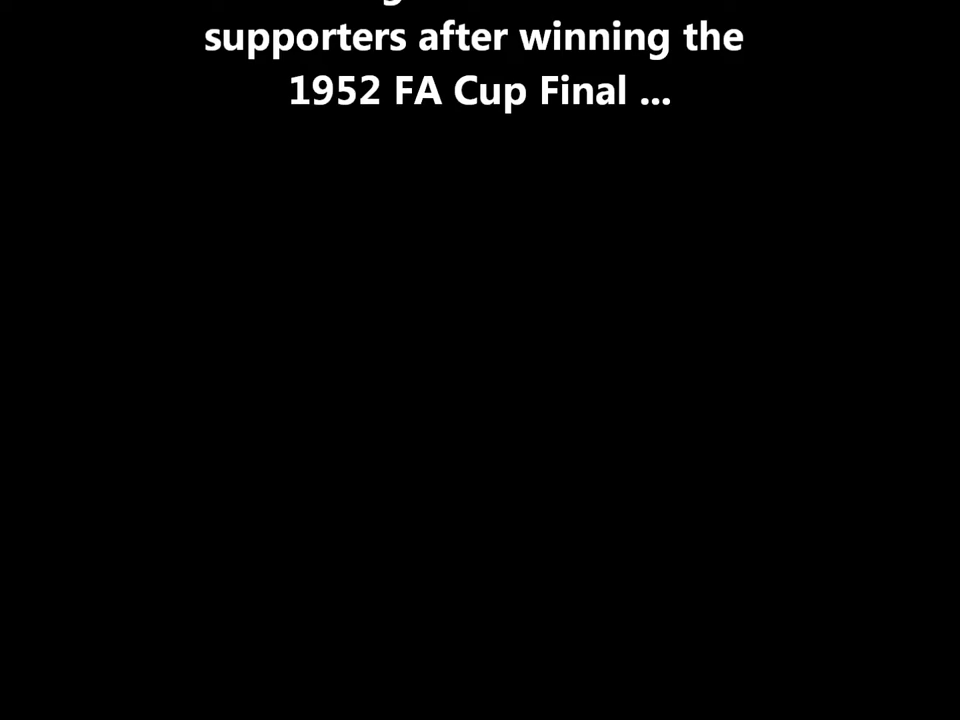 supporters after winning the
1952 FA Cup Final ...